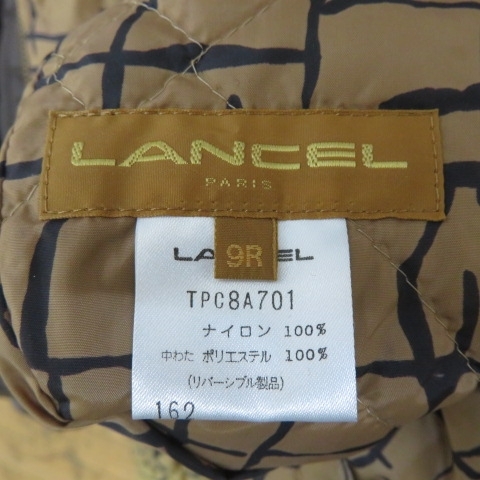 LANCEL
PARIS
9R
LANCEL
TPC8A701
ナイロン 100%
中わた ポリエステル 100%
(リバーシブル製品)
162